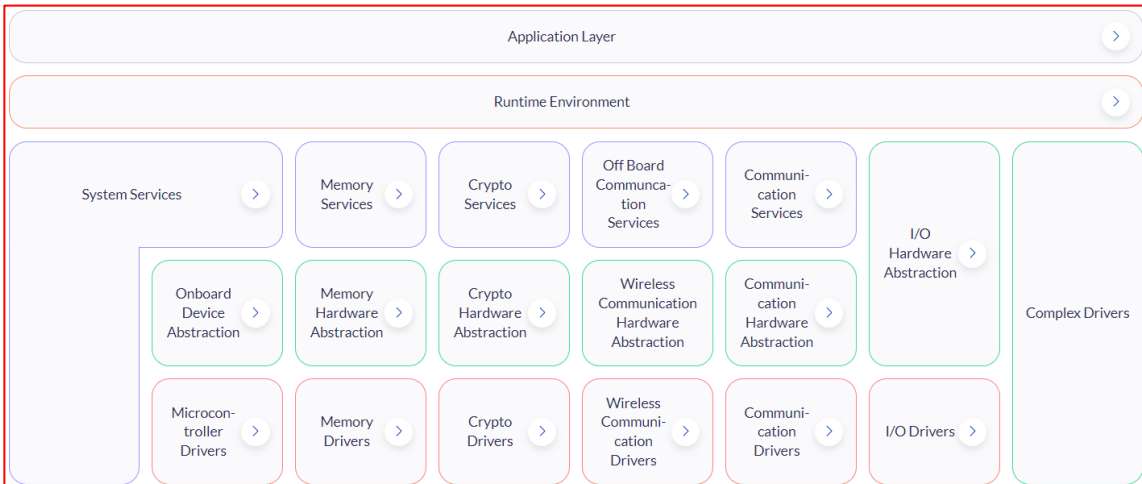 Application Layer
Runtime Environment
System Services
Memory
Services
Crypto
Services
Off Board
Communca-
tion
Services
Communi-
cation
Services
I/O
Hardware
Abstraction
Complex Drivers
Onboard
Device
Abstraction
Memory
Hardware
Abstraction
Crypto
Hardware
Abstraction
Wireless
Communication
Hardware
Abstraction
Communi-
cation
Hardware
Abstraction
Microcon-
troller
Drivers
Memory
Drivers
Crypto
Drivers
Wireless
Communi-
cation
Drivers
Communi-
cation
Drivers
I/O Drivers